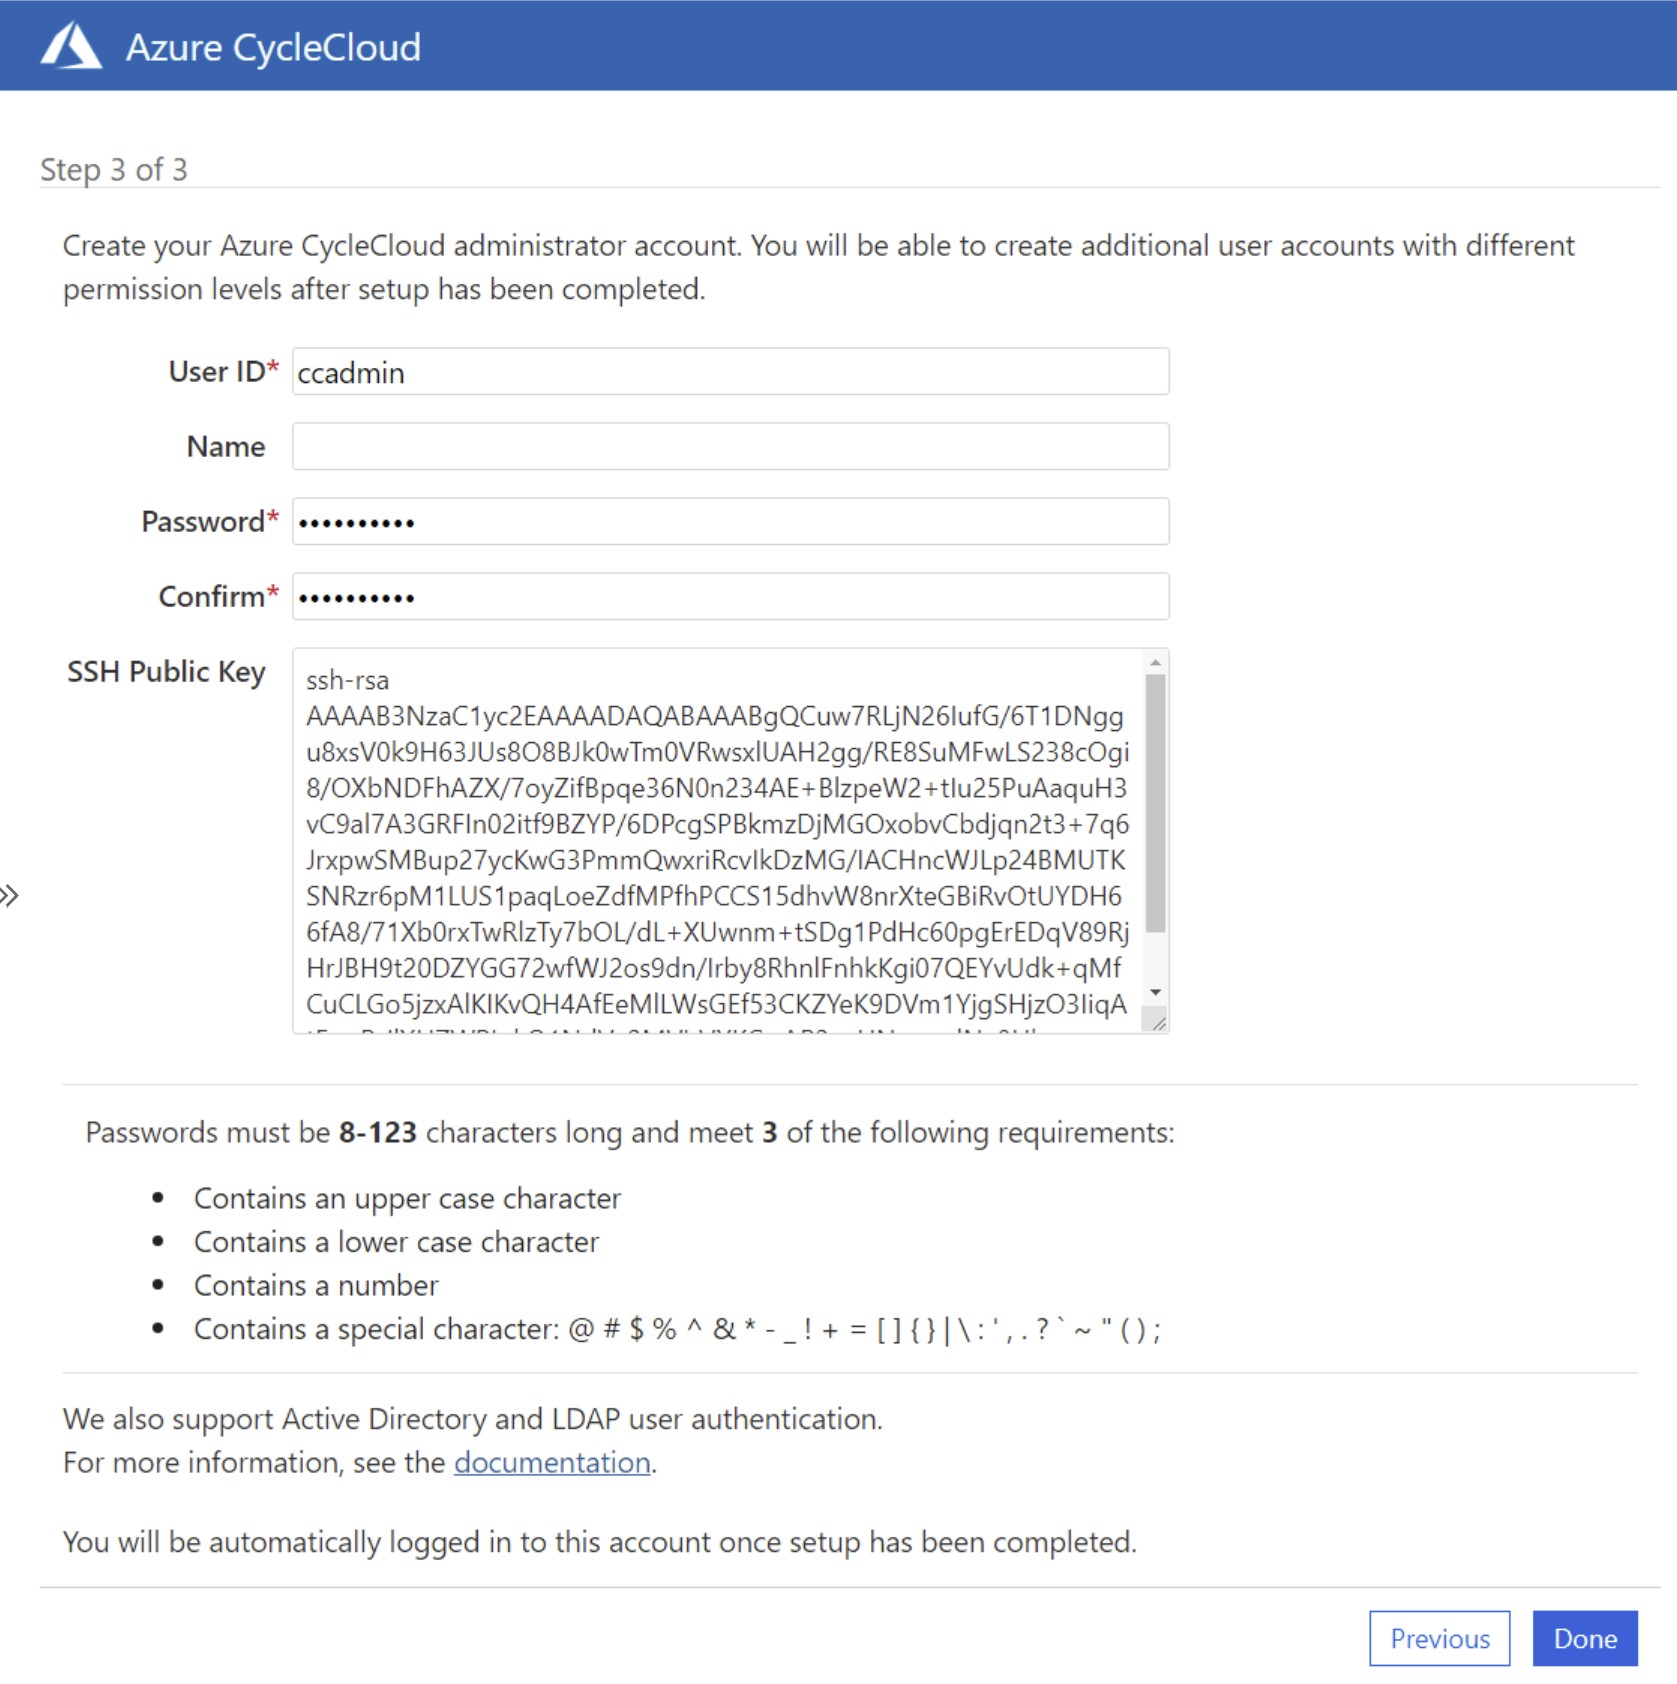 Azure CycleCloud
Step 3 of 3
Create your Azure CycleCloud administrator account. You will be able to create additional user accounts with different
permission levels after setup has been completed.
User ID* ccadmin
Name
Password* ••••••••••
Confirm* ••••••••••
SSH Public Key
ssh-rsa
AAAAB3NzaC1yc2EAAAADAQABAAABgQCuw7RLjN26IufG/6T1DNgg
u8xsV0k9H63JUs8O8BJk0wTm0VRwsxlUAH2gg/RE8SuMFwLS238cOgi
8/OXbNDFhAZX/7oyZifBpqe36N0n234AE+BlzpeW2+tIu25PuAaquH3
vC9al7A3GRFIn02itf9BZYP/6DPcgSPBkmzDjMGOxobvCbdjqn2t3+7q6
JrxpwSMBup27ycKwG3PmmQwxriRcvIkDzMG/IACHncWJLp24BMUTK
SNRzr6pM1LUS1paqLoeZdfMPfhPCCS15dhvW8nrXteGBiRvOtUYDH6
6fA8/71Xb0rxTwRlzTy7bOL/dL+XUwnm+tSDg1PdHc60pgErEDqV89Rj
HrJBH9t20DZYGG72wfWJ2os9dn/Irby8RhnlFnhkKgi07QEYvUdk+qMf
CuCLGo5jzxAlKIKvQH4AfEeMlLWsGEf53CKZYeK9DVm1YjgSHjzO3IiqA
Passwords must be 8-123 characters long and meet 3 of the following requirements:
• Contains an upper case character
• Contains a lower case character
• Contains a number
• Contains a special character: @ # $ % ^ & * - _ ! + = [ ] { } | \ : ' , . ? ` ~ " ( ) ;
We also support Active Directory and LDAP user authentication.
For more information, see the documentation.
You will be automatically logged in to this account once setup has been completed.
Previous
Done